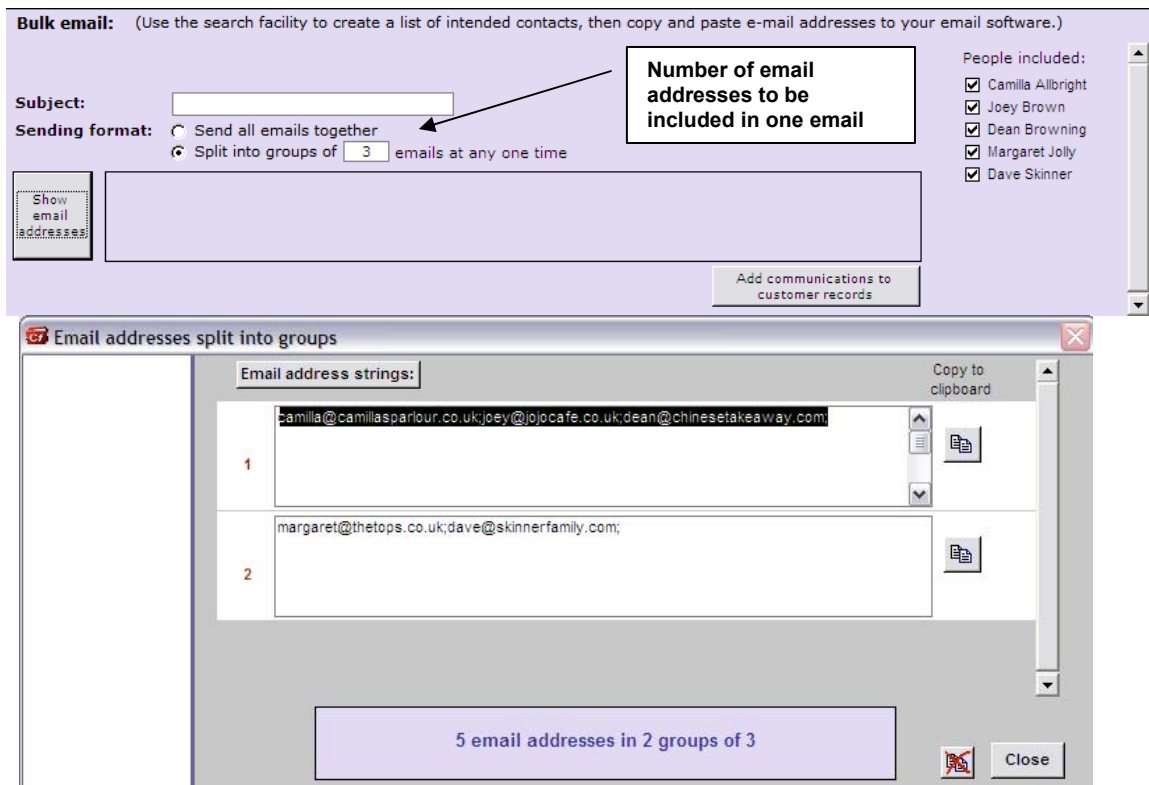 Bulk email: (Use the search facility to create a list of intended contacts, then copy and paste e-mail addresses to your email software.)
People included:
Number of email
addresses to be
included in one email
Camilla Allbright
Joey Brown
Dean Browning
Margaret Jolly
Dave Skinner
Subject:
Sending format: Send all emails together
Split into groups of 3 emails at any one time
Show
email
addresses
Add communications to
customer records
Email addresses split into groups
Email address strings:
Copy to
clipboard
1
camilla@camillasparlour.co.uk;joey@jojocafe.co.uk;dean@chinesetakeaway.com;
2
margaret@thetops.co.uk;dave@skinnerfamily.com;
5 email addresses in 2 groups of 3
Close